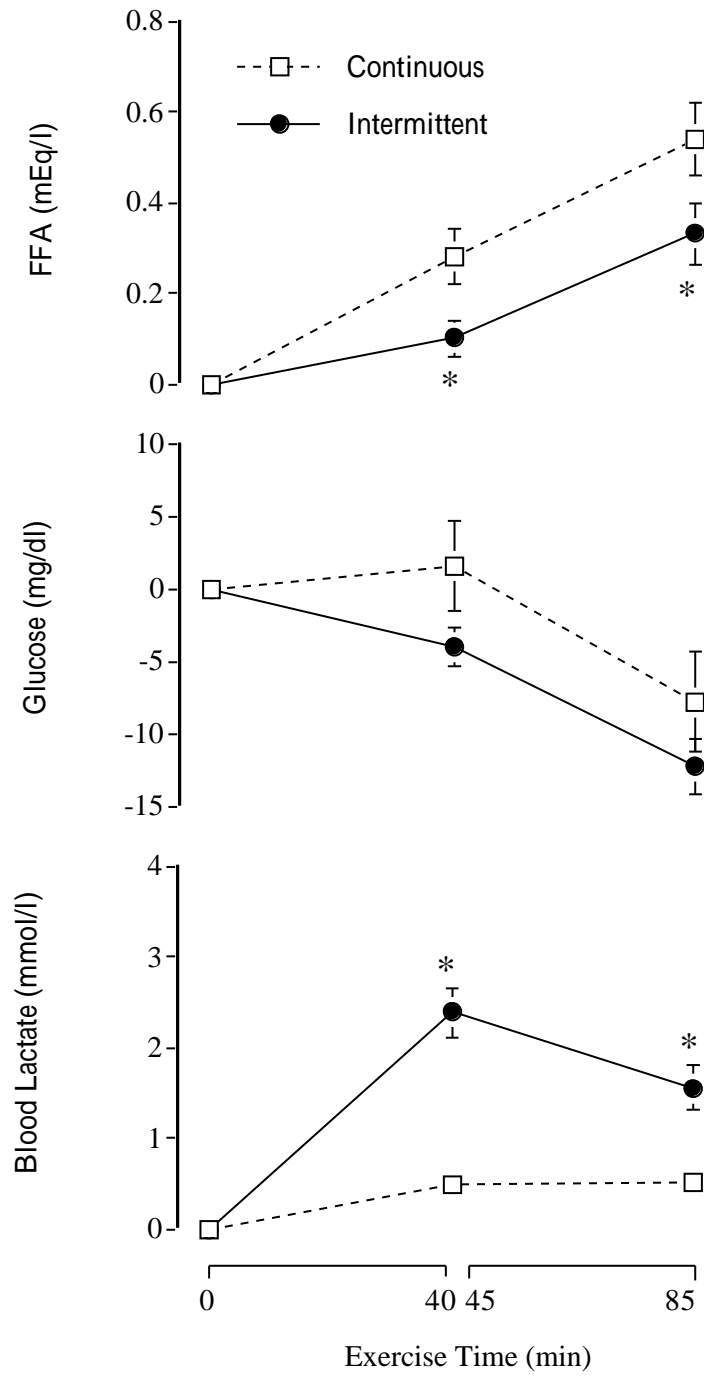 0.8
Continuous
Intermittent
0.6
0.4
0.2
0
FFA (mEq/l)
*
*
10
5
0
-5
-10
-15
Glucose (mg/dl)
4
3
2
1
0
Blood Lactate (mmol/l)
*
*
0 40 45 85
Exercise Time (min)